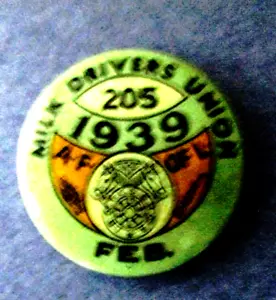 MILK DRIVERS UNION
205
1939
A.F. OF L.
FEB.